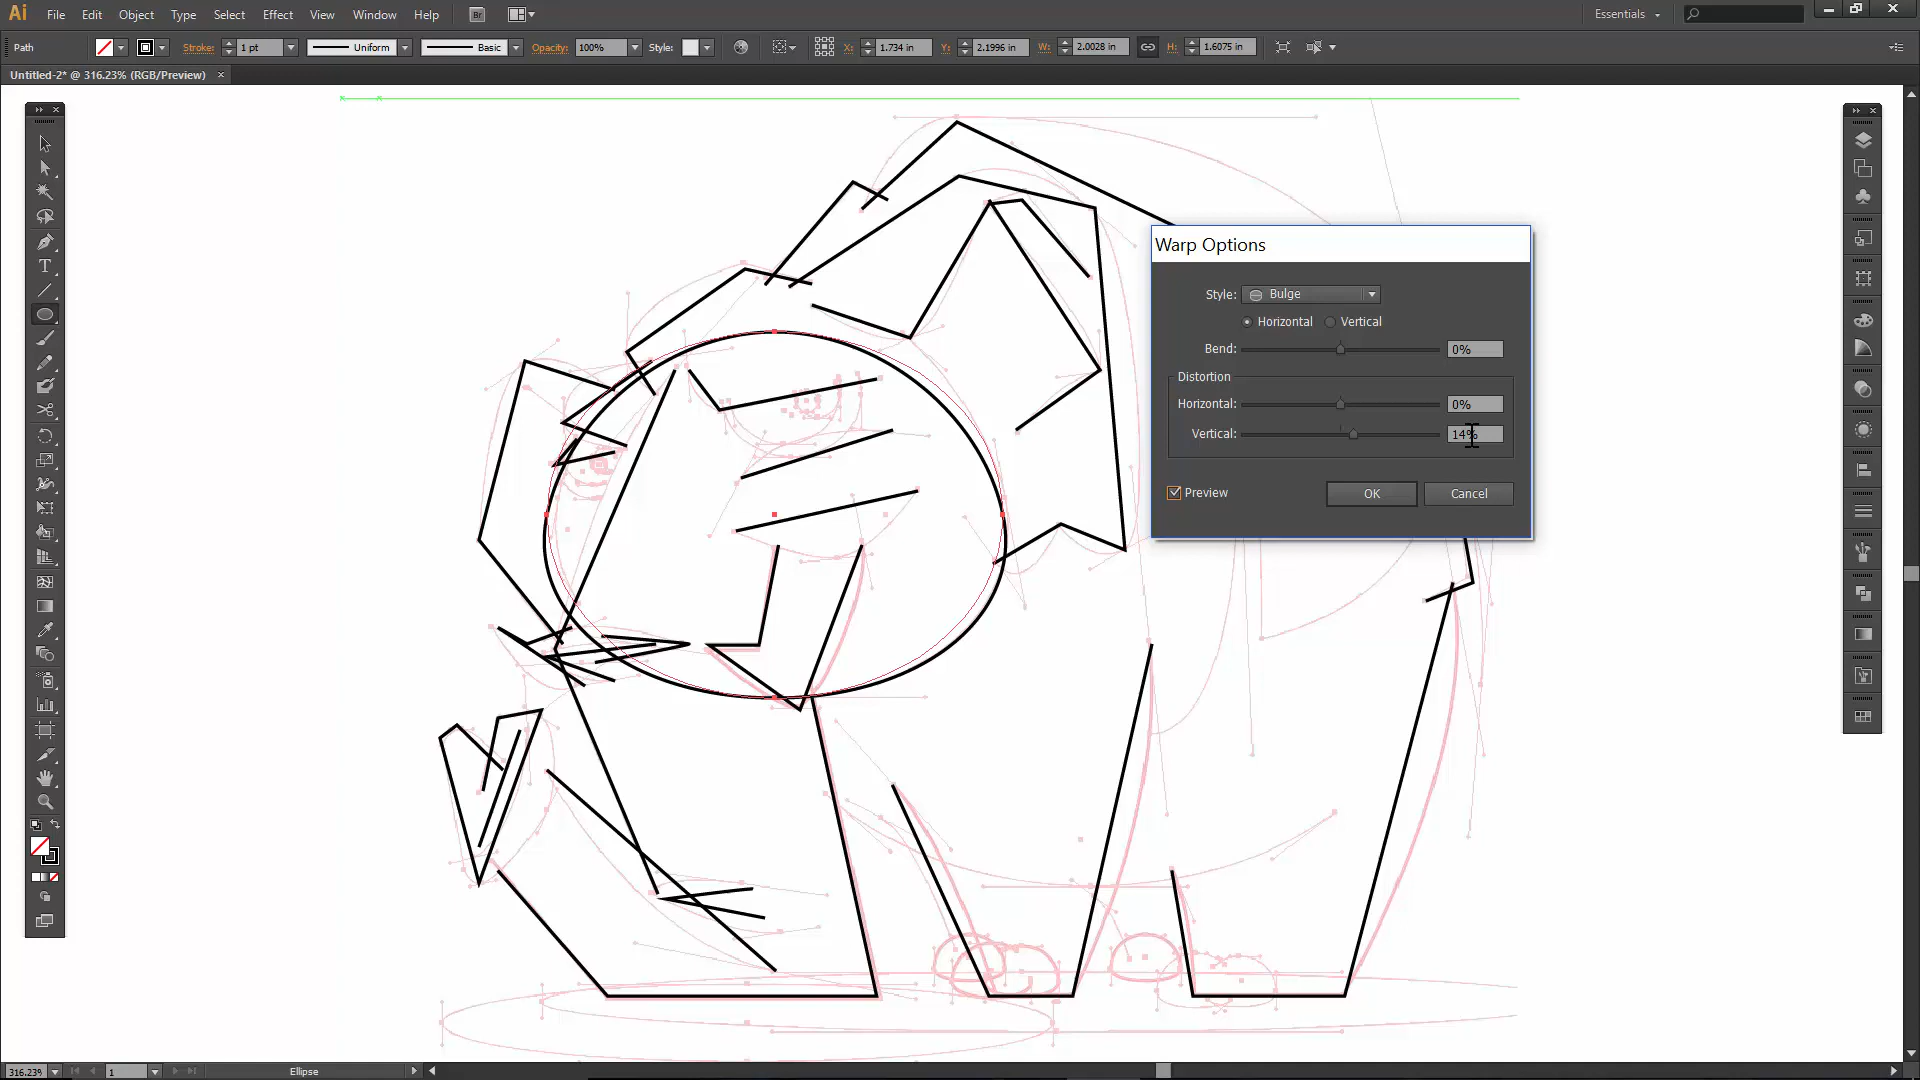 Ai File Edit Object Type Select Effect View Window Help Br Essentials
Path Stroke: 1 pt Uniform Basic Opacity: 100% Style: X: 1.734 in Y: 2.1996 in W: 2.0028 in H: 1.6075 in
Untitled-2* @ 316.23% (RGB/Preview) ×
Warp Options
Style: Bulge
Horizontal Vertical
Bend: 0%
Distortion
Horizontal: 0%
Vertical: 14%
Preview OK Cancel
316.23% 1 Ellipse